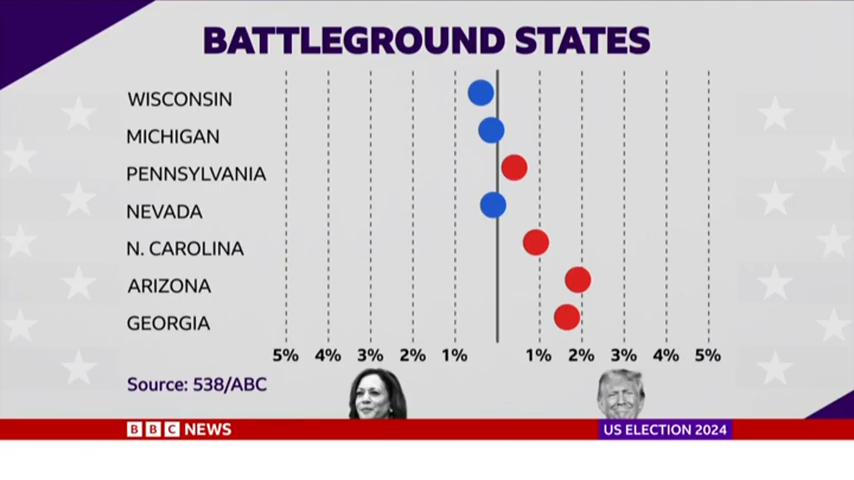 BATTLEGROUND STATES
WISCONSIN
MICHIGAN
PENNSYLVANIA
NEVADA
N. CAROLINA
ARIZONA
GEORGIA
5% 4% 3% 2% 1% 1% 2% 3% 4% 5%
Source: 538/ABC
BBC NEWS US ELECTION 2024